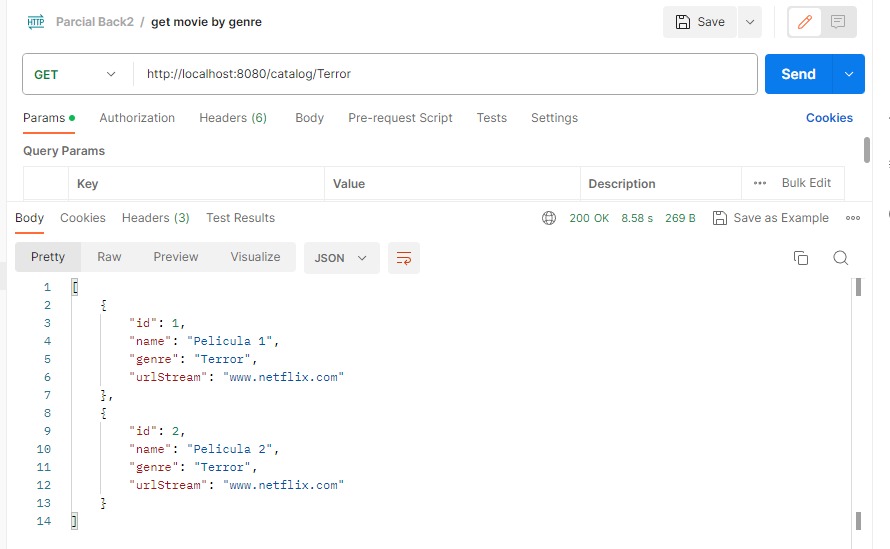 HTTP Parcial Back2 / get movie by genre Save
GET http://localhost:8080/catalog/Terror Send
Params Authorization Headers (6) Body Pre-request Script Tests Settings Cookies
Query Params
Key Value Description ••• Bulk Edit
Body Cookies Headers (3) Test Results 200 OK 8.58 s 269 B Save as Example •••
Pretty Raw Preview Visualize JSON
1 [
2 {
3 "id": 1,
4 "name": "Pelicula 1",
5 "genre": "Terror",
6 "urlStream": "www.netflix.com"
7 },
8 {
9 "id": 2,
10 "name": "Pelicula 2",
11 "genre": "Terror",
12 "urlStream": "www.netflix.com"
13 }
14 ]